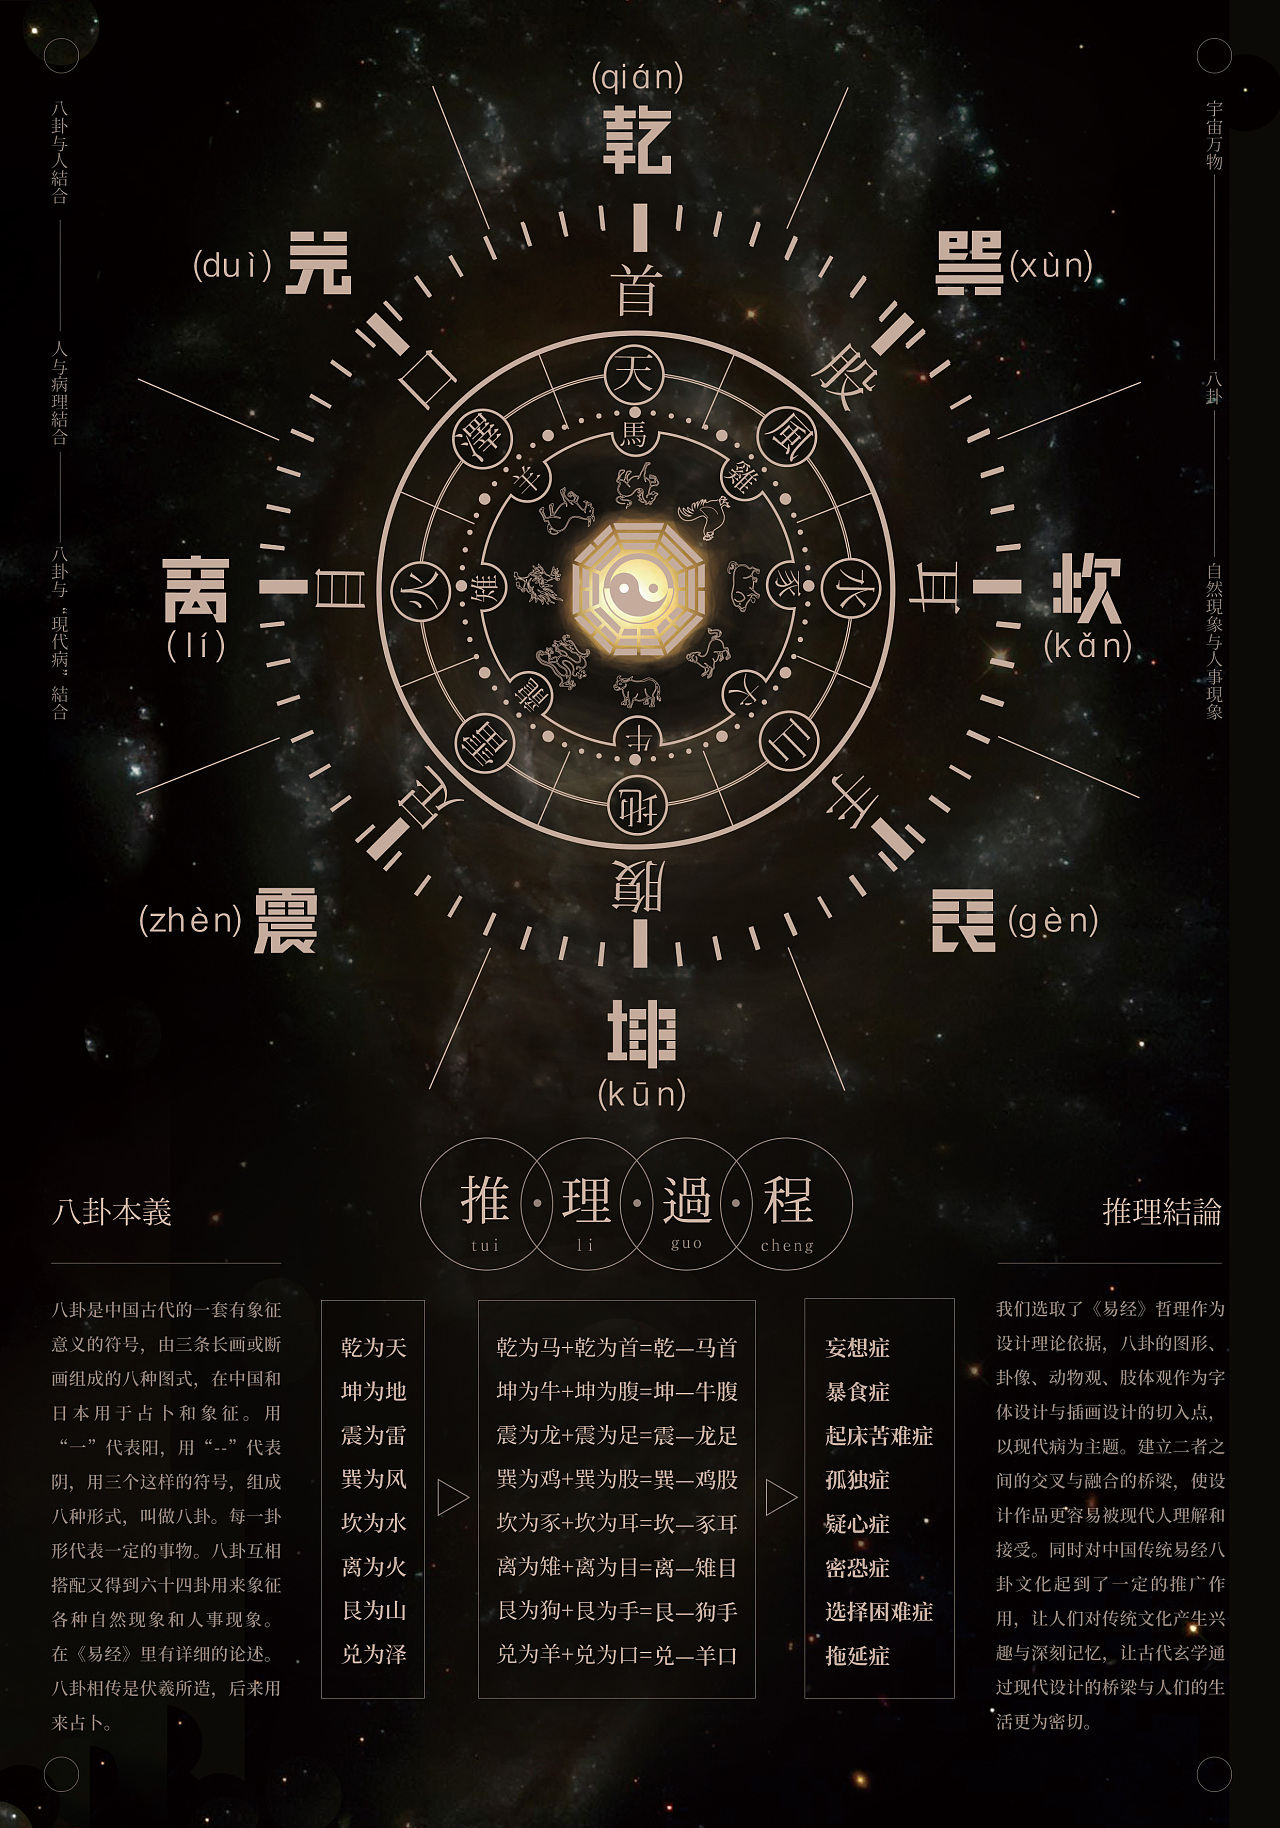 八卦与人結合
人与病理結合
八卦与“現代病”結合
宇宙万物
八卦
自然現象与人事現象
(qián)
乾
(duì)
兑
巽
(xùn)
离
(lí)
坎
(kǎn)
(zhèn)
震
艮
(gèn)
坤
(kūn)
首
股
耳
手
腹
足
目
口
天
風
水
山
地
雷
火
馬
豕
犬
牛
龍
雉
羊
推理過程
tui li guo cheng
八卦本義
八卦是中国古代的一套有象征
意义的符号，由三条长画或断
画组成的八种图式，在中国和
日本用于占卜和象征。用
“一”代表阳，用“--”代表
阴，用三个这样的符号，组成
八种形式，叫做八卦。每一卦
形代表一定的事物。八卦互相
搭配又得到六十四卦用来象征
各种自然现象和人事现象。
在《易经》里有详细的论述。
八卦相传是伏羲所造，后来用
来占卜。
乾为天
坤为地
震为雷
巽为风
坎为水
离为火
艮为山
兑为泽
乾为马+乾为首=乾—马首
坤为牛+坤为腹=坤—牛腹
震为龙+震为足=震—龙足
巽为鸡+巽为股=巽—鸡股
坎为豕+坎为耳=坎—豕耳
离为雉+离为目=离—雉目
艮为狗+艮为手=艮—狗手
兑为羊+兑为口=兑—羊口
妄想症
暴食症
起床苦难症
孤独症
疑心症
密恐症
选择困难症
拖延症
推理結論
我们选取了《易经》哲理作为
设计理论依据，八卦的图形、
卦像、动物观、肢体观作为字
体设计与插画设计的切入点，
以现代病为主题。建立二者之
间的交叉与融合的桥梁，使设
计作品更容易被现代人理解和
接受。同时对中国传统易经八
卦文化起到了一定的推广作
用，让人们对传统文化产生兴
趣与深刻记忆，让古代玄学通
过现代设计的桥梁与人们的生
活更为密切。